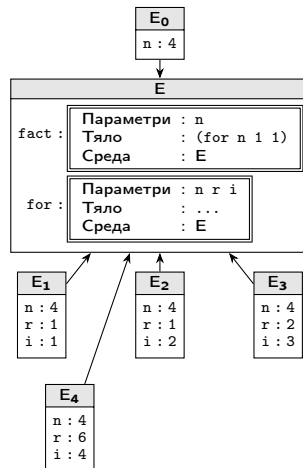 E₀
n : 4
E
fact :
Параметри : n
Тяло : (for n 1 1)
Среда : E
for :
Параметри : n r i
Тяло : ...
Среда : E
E₁
n : 4
r : 1
i : 1
E₂
n : 4
r : 1
i : 2
E₃
n : 4
r : 2
i : 3
E₄
n : 4
r : 6
i : 4